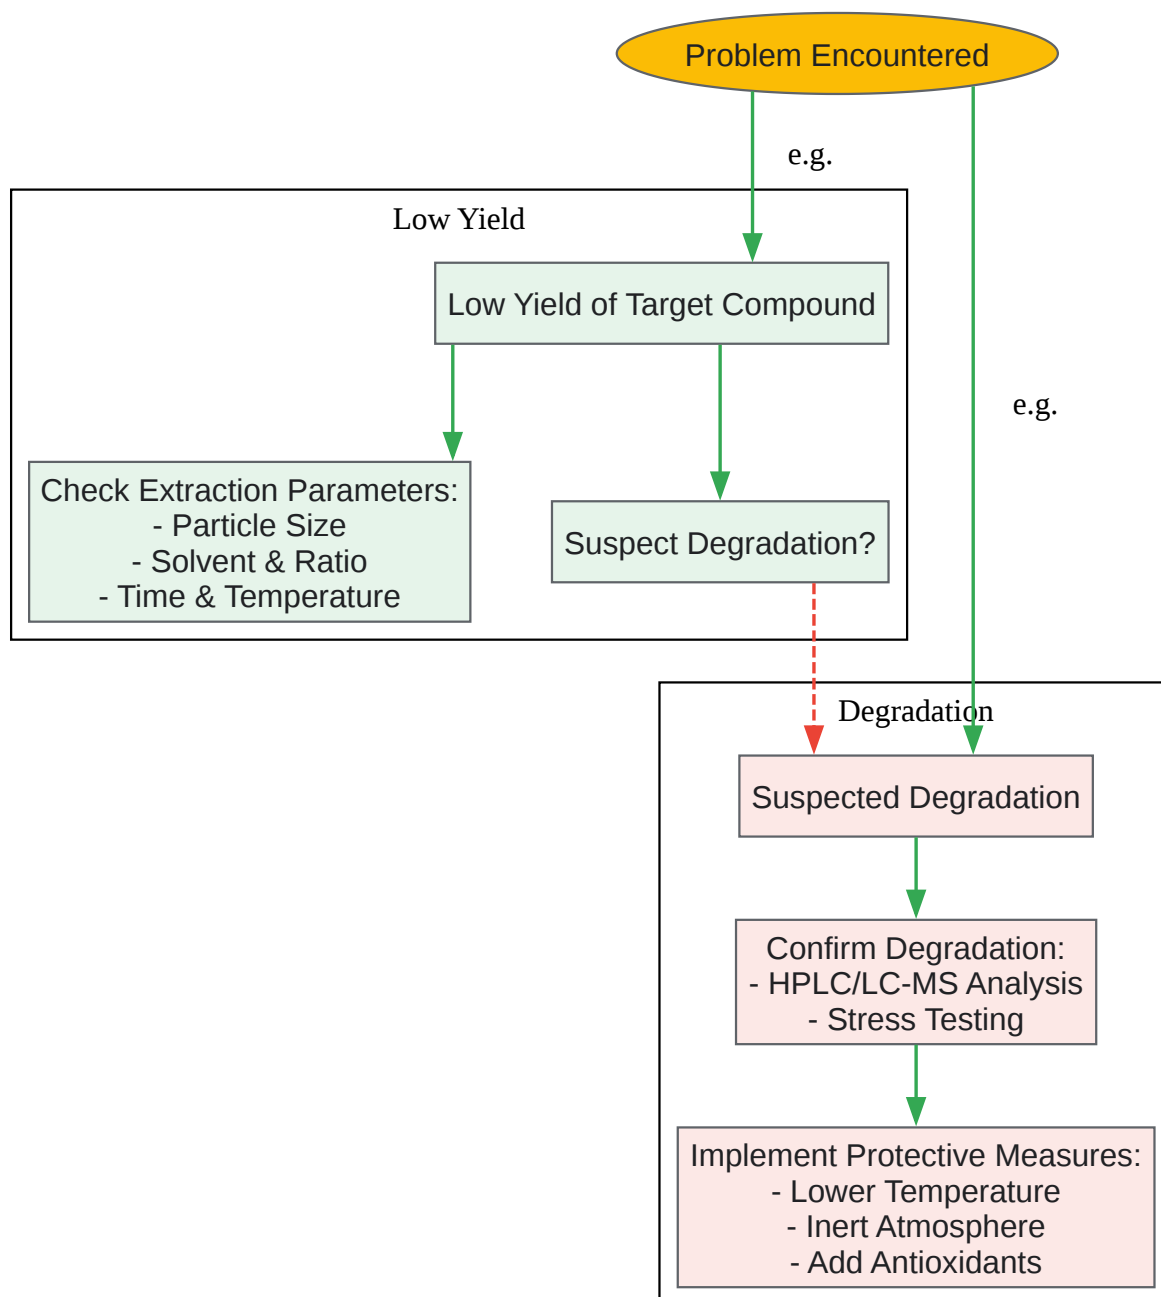 Problem Encountered
e.g.
Low Yield
Low Yield of Target Compound
e.g.
Check Extraction Parameters:
- Particle Size
- Solvent & Ratio
- Time & Temperature
Suspect Degradation?
Degradation
Suspected Degradation
Confirm Degradation:
- HPLC/LC-MS Analysis
- Stress Testing
Implement Protective Measures:
- Lower Temperature
- Inert Atmosphere
- Add Antioxidants